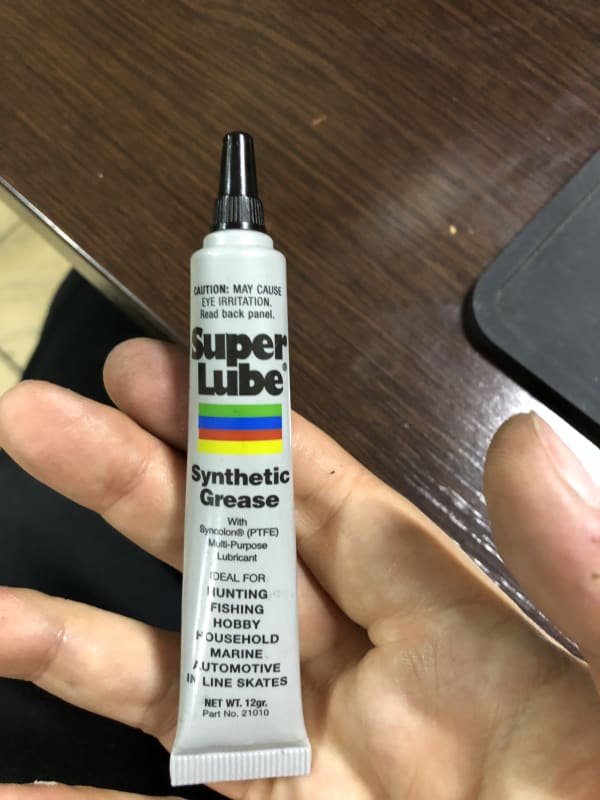 CAUTION: MAY CAUSE
EYE IRRITATION.
Read back panel.
Super
Lube®
Synthetic
Grease
With
Syncolon® (PTFE)
Multi-Purpose
Lubricant
IDEAL FOR
HUNTING
FISHING
HOBBY
HOUSEHOLD
MARINE
AUTOMOTIVE
IN LINE SKATES
NET WT. 12gr.
Part No. 21010